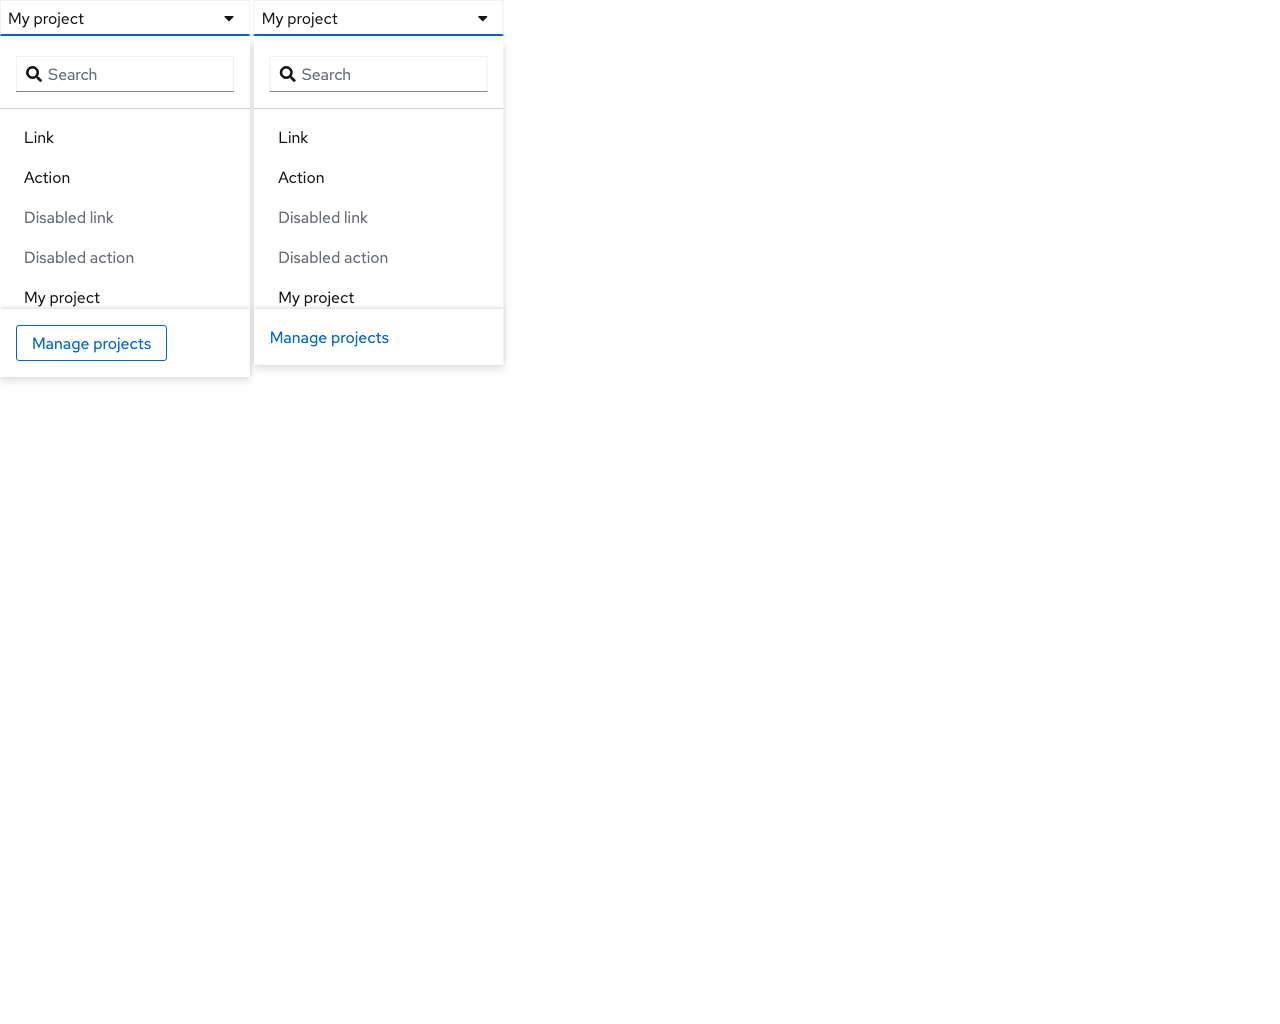 My project
Search
Link
Action
Disabled link
Disabled action
My project
Manage projects
My project
Search
Link
Action
Disabled link
Disabled action
My project
Manage projects